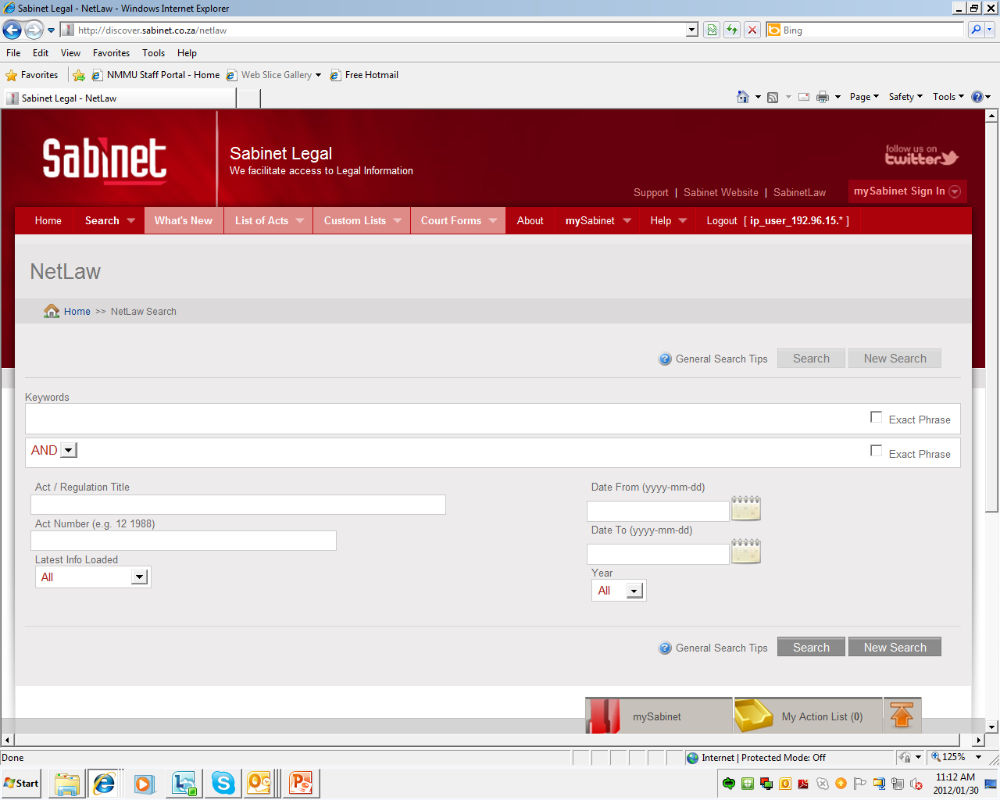 Sabinet Legal - NetLaw - Windows Internet Explorer
http://discover.sabinet.co.za/netlaw
Bing
File Edit View Favorites Tools Help
Favorites NMMU Staff Portal - Home Web Slice Gallery Free Hotmail
Sabinet Legal - NetLaw
Page Safety Tools
Sabinet
Sabinet Legal
We facilitate access to Legal Information
follow us on
twitter
Support | Sabinet Website | SabinetLaw
mySabinet Sign In
Home Search What's New List of Acts Custom Lists Court Forms About mySabinet Help Logout [ ip_user_192.96.15.* ]
NetLaw
Home >> NetLaw Search
General Search Tips Search New Search
Keywords
Exact Phrase
AND
Exact Phrase
Act / Regulation Title
Date From (yyyy-mm-dd)
Act Number (e.g. 12 1988)
Date To (yyyy-mm-dd)
Latest Info Loaded
All
Year
All
General Search Tips Search New Search
mySabinet My Action List (0)
Done
Internet | Protected Mode: Off
125%
Start
11:12 AM
2012/01/30